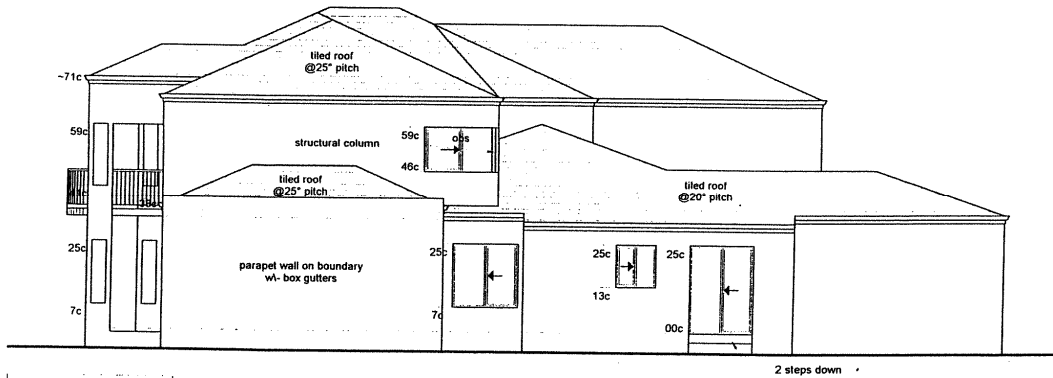 tiled roof
@25° pitch
~71c
59c
structural column
59c
obs
46c
tiled roof
@25° pitch
tiled roof
@20° pitch
25c
parapet wall on boundary
w\- box gutters
25c
25c
25c
13c
7c
7c
00c
2 steps down